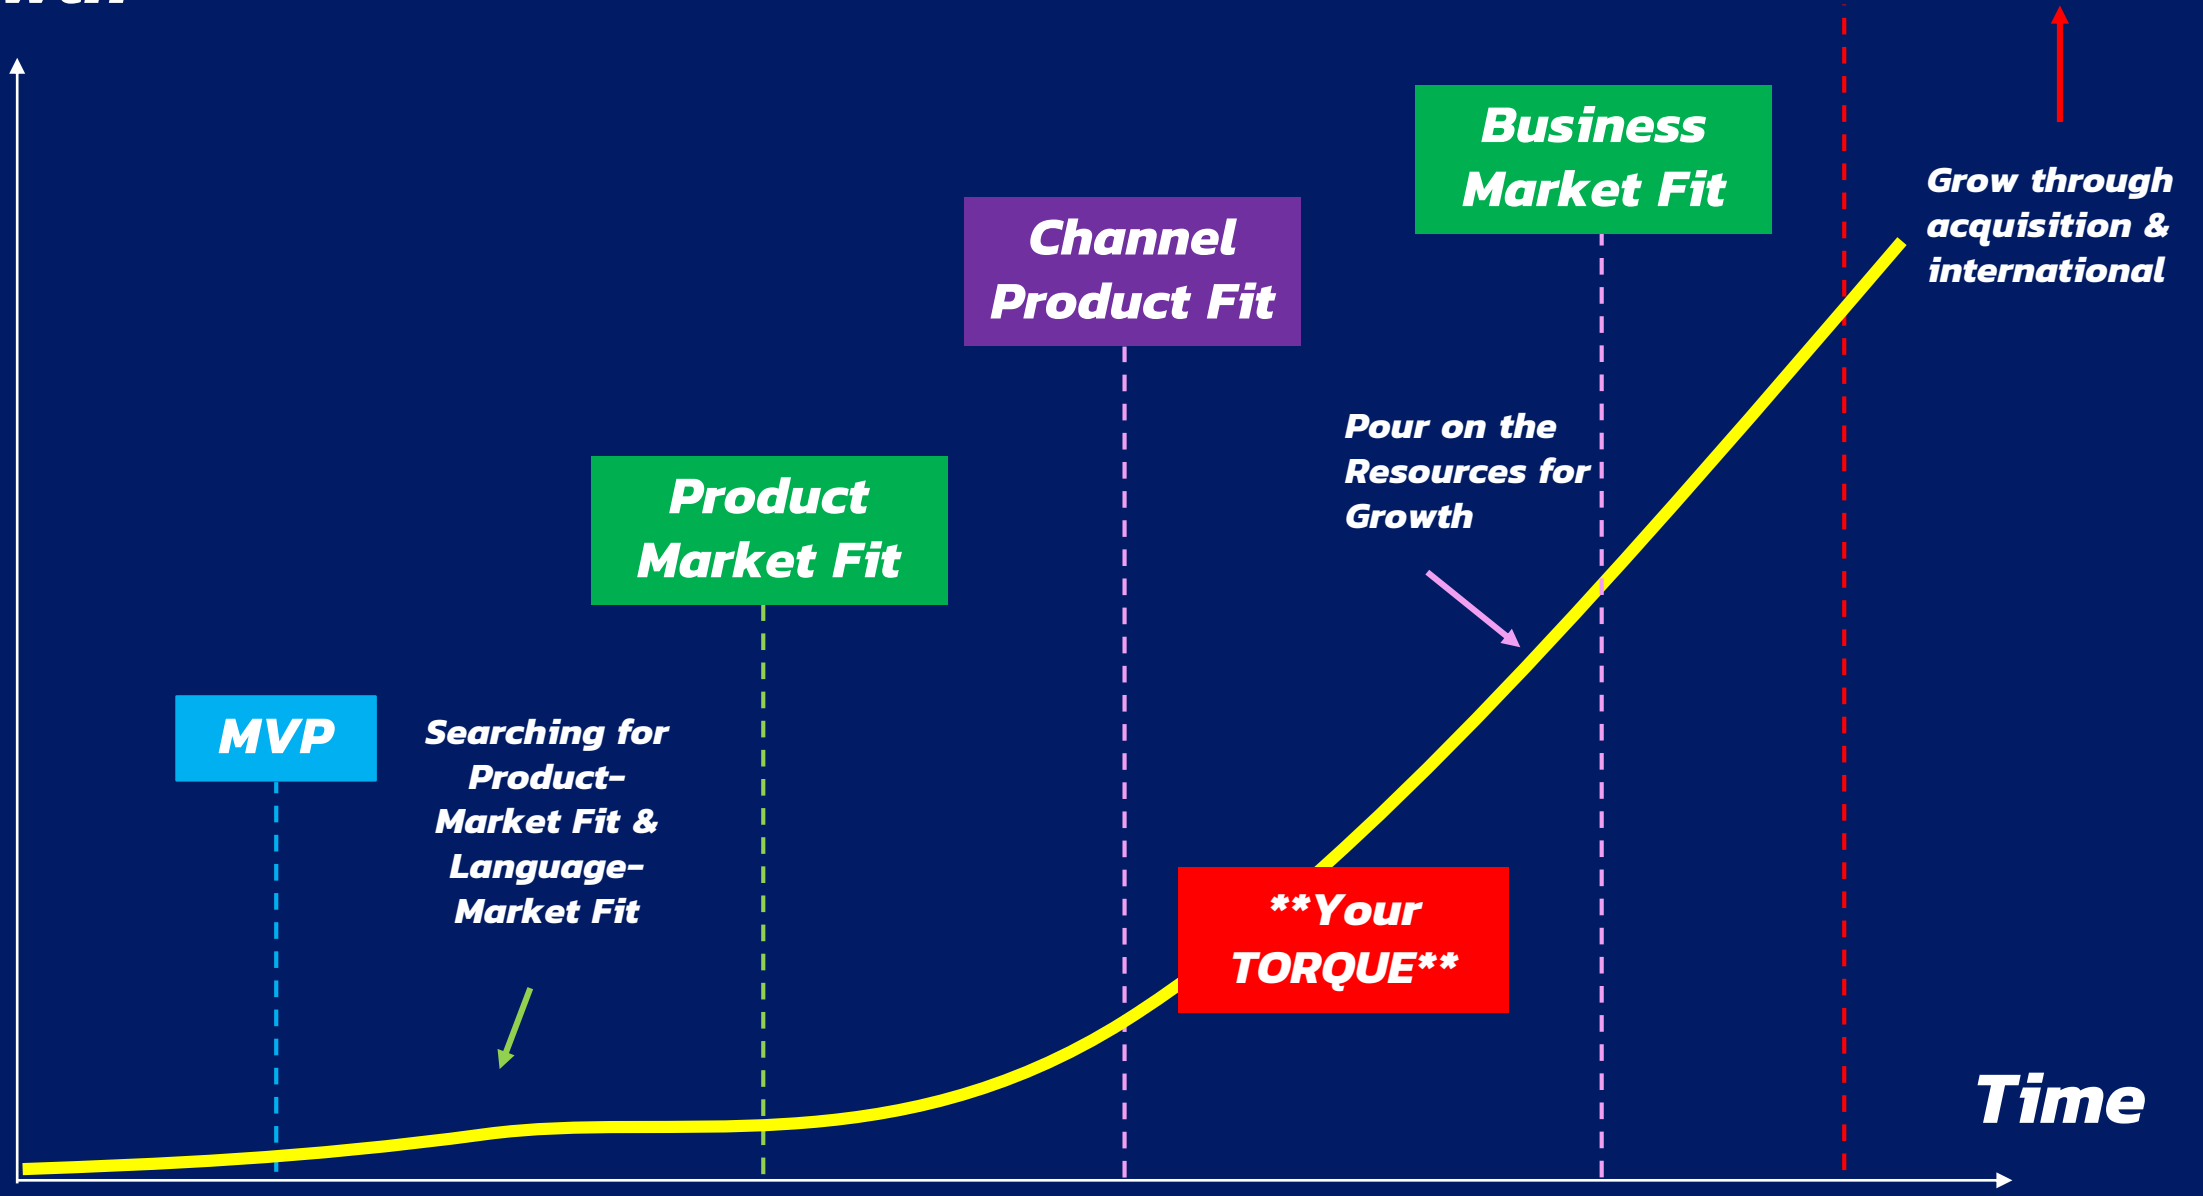 Business
Market Fit
Grow through
acquisition &
international
Channel
Product Fit
Pour on the
Resources for
Growth
Product
Market Fit
MVP
Searching for
Product-
Market Fit &
Language-
Market Fit
**Your
TORQUE**
Time